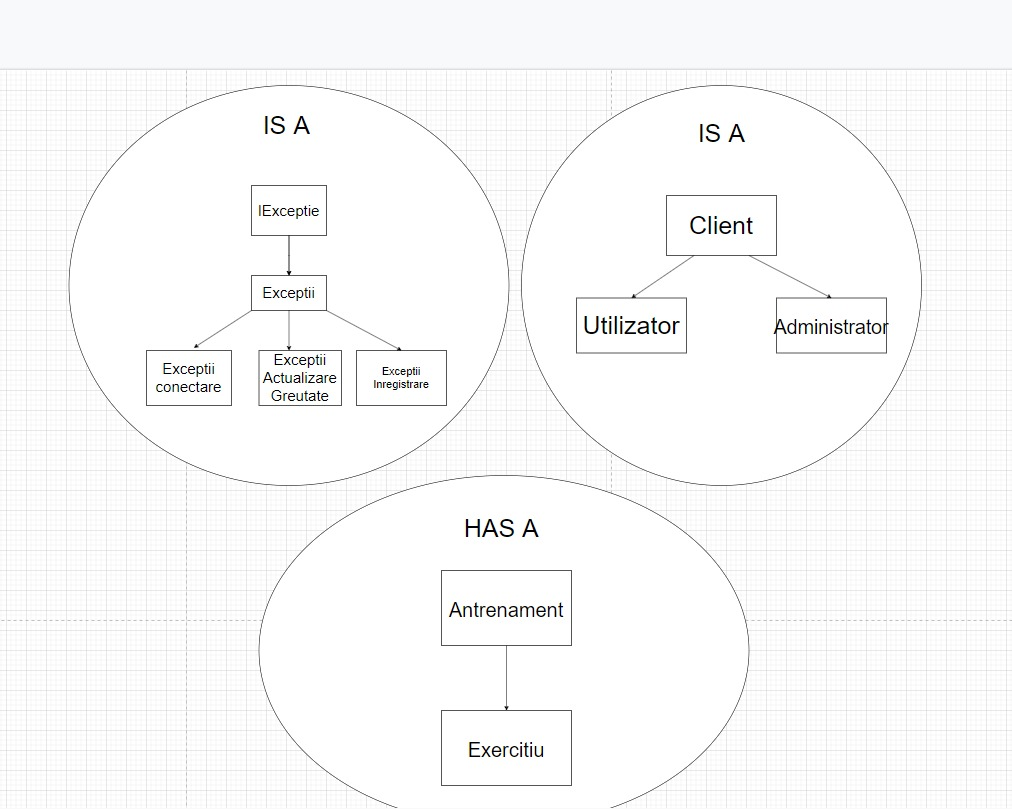 IS A
IExceptie
Exceptii
Exceptii
conectare
Exceptii
Actualizare
Greutate
Exceptii
Inregistrare
IS A
Client
Utilizator
Administrator
HAS A
Antrenament
Exercitiu